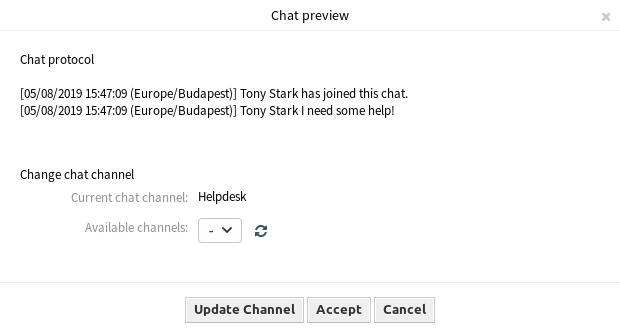 Chat preview
Chat protocol
[05/08/2019 15:47:09 (Europe/Budapest)] Tony Stark has joined this chat.
[05/08/2019 15:47:09 (Europe/Budapest)] Tony Stark I need some help!
Change chat channel
Current chat channel: Helpdesk
Available channels: -
Update Channel Accept Cancel